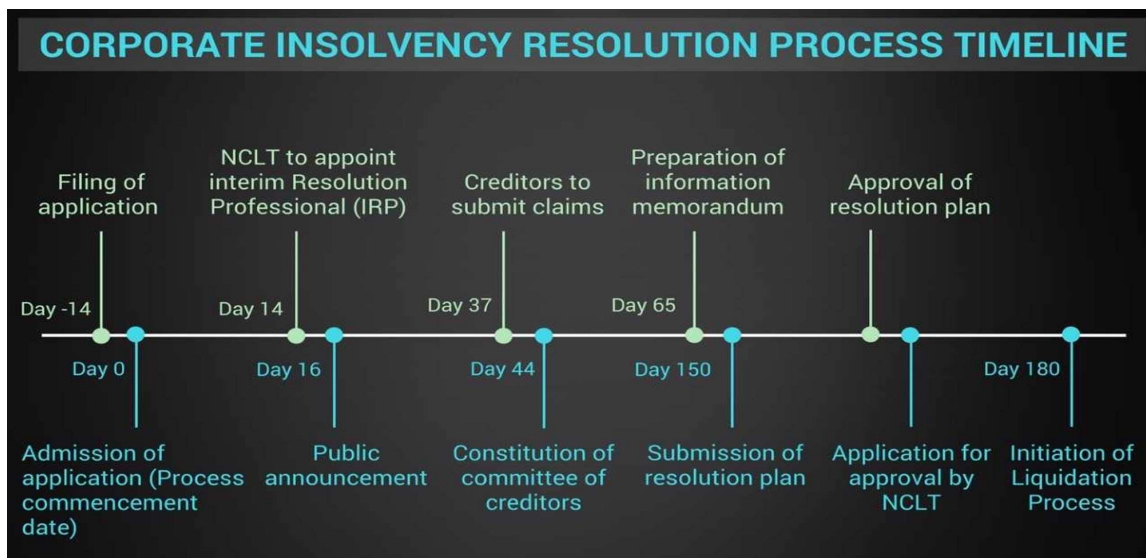 CORPORATE INSOLVENCY RESOLUTION PROCESS TIMELINE
Filing of
application
NCLT to appoint
interim Resolution
Professional (IRP)
Creditors to
submit claims
Preparation of
information
memorandum
Approval of
resolution plan
Day -14
Day 14
Day 37
Day 65
Day 0
Day 16
Day 44
Day 150
Day 180
Admission of
application (Process
commencement
date)
Public
announcement
Constitution of
committee of
creditors
Submission of
resolution plan
Application for
approval by
NCLT
Initiation of
Liquidation
Process